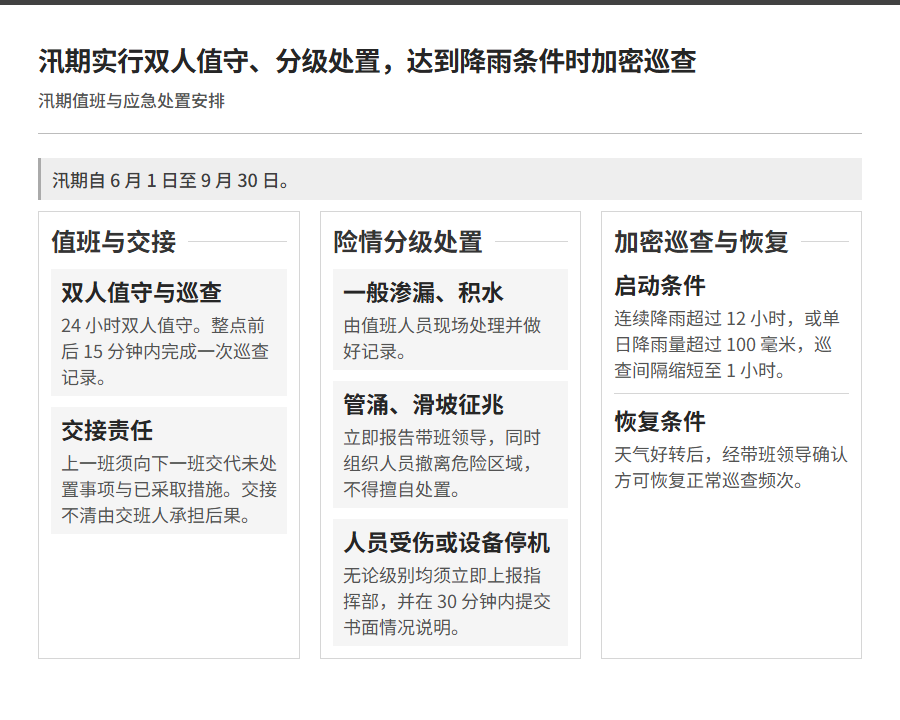 汛期实行双人值守、分级处置，达到降雨条件时加密巡查
汛期值班与应急处置安排
汛期自 6 月 1 日至 9 月 30 日。
值班与交接
双人值守与巡查
24 小时双人值守。整点前
后 15 分钟内完成一次巡查
记录。
交接责任
上一班须向下一班交代未处
置事项与已采取措施。交接
不清由交班人承担后果。
险情分级处置
一般渗漏、积水
由值班人员现场处理并做
好记录。
管涌、滑坡征兆
立即报告带班领导，同时
组织人员撤离危险区域，
不得擅自处置。
人员受伤或设备停机
无论级别均须立即上报指
挥部，并在 30 分钟内提交
书面情况说明。
加密巡查与恢复
启动条件
连续降雨超过 12 小时，或单
日降雨量超过 100 毫米，巡
查间隔缩短至 1 小时。
恢复条件
天气好转后，经带班领导确认
方可恢复正常巡查频次。